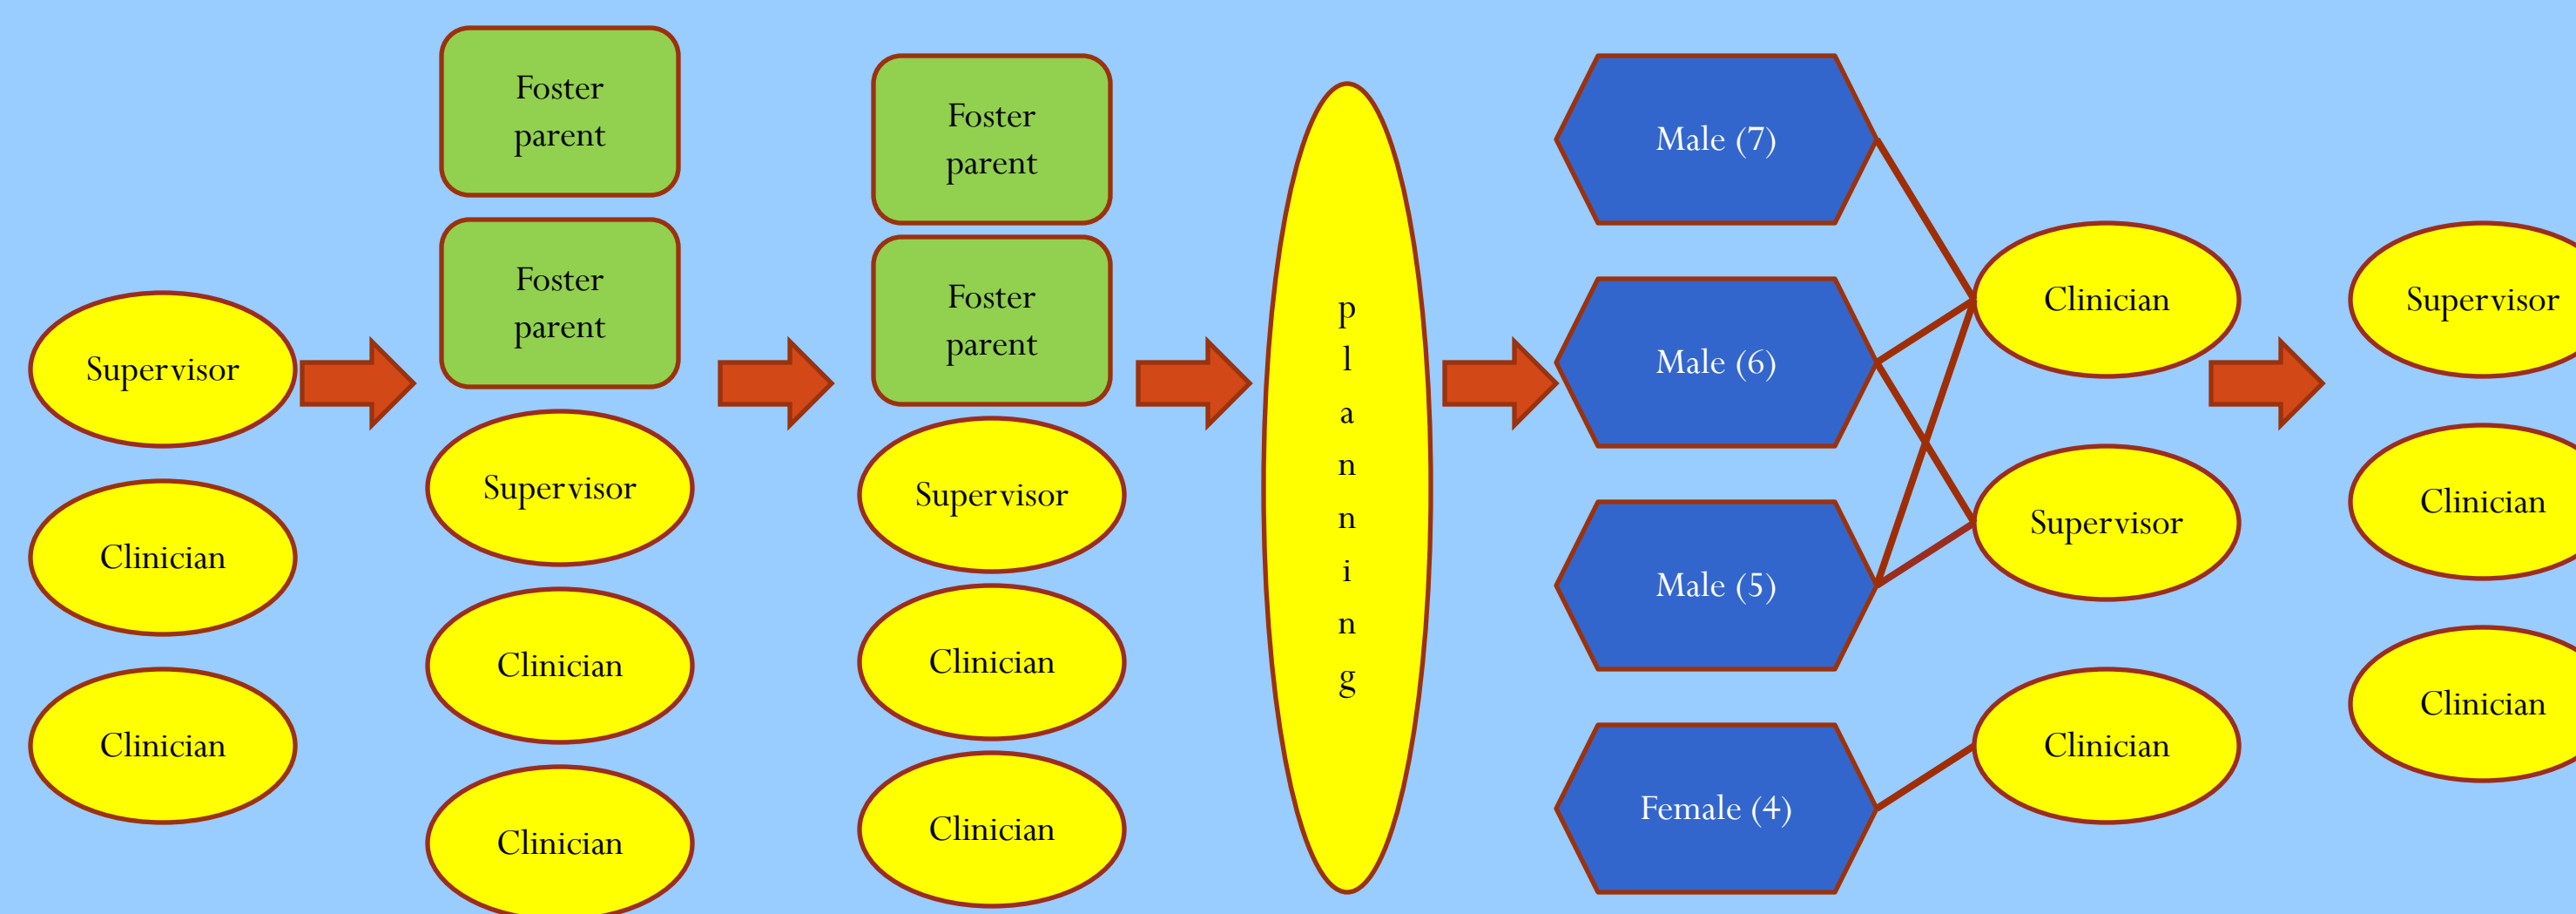 Supervisor
Clinician
Clinician
Foster
parent
Foster
parent
Supervisor
Clinician
Clinician
Foster
parent
Foster
parent
Supervisor
Clinician
Clinician
p
l
a
n
n
i
n
g
Male (7)
Male (6)
Male (5)
Female (4)
Clinician
Supervisor
Clinician
Supervisor
Clinician
Clinician